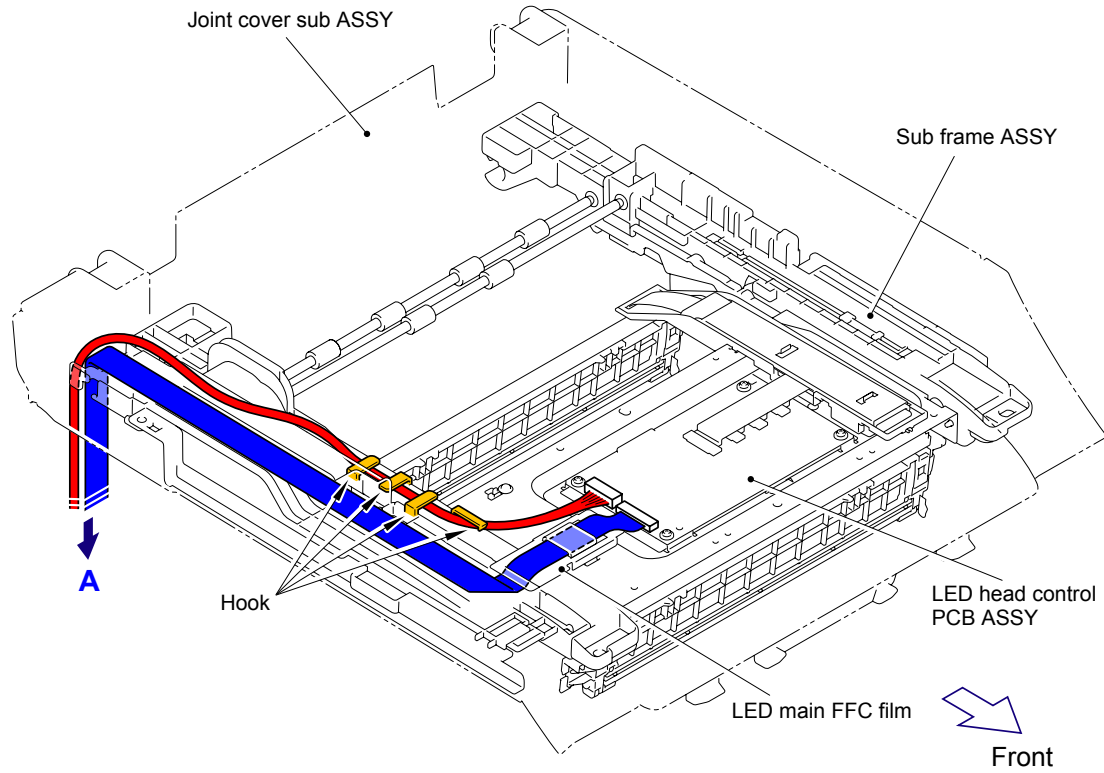 Joint cover sub ASSY
Sub frame ASSY
A
Hook
LED head control
PCB ASSY
LED main FFC film
Front